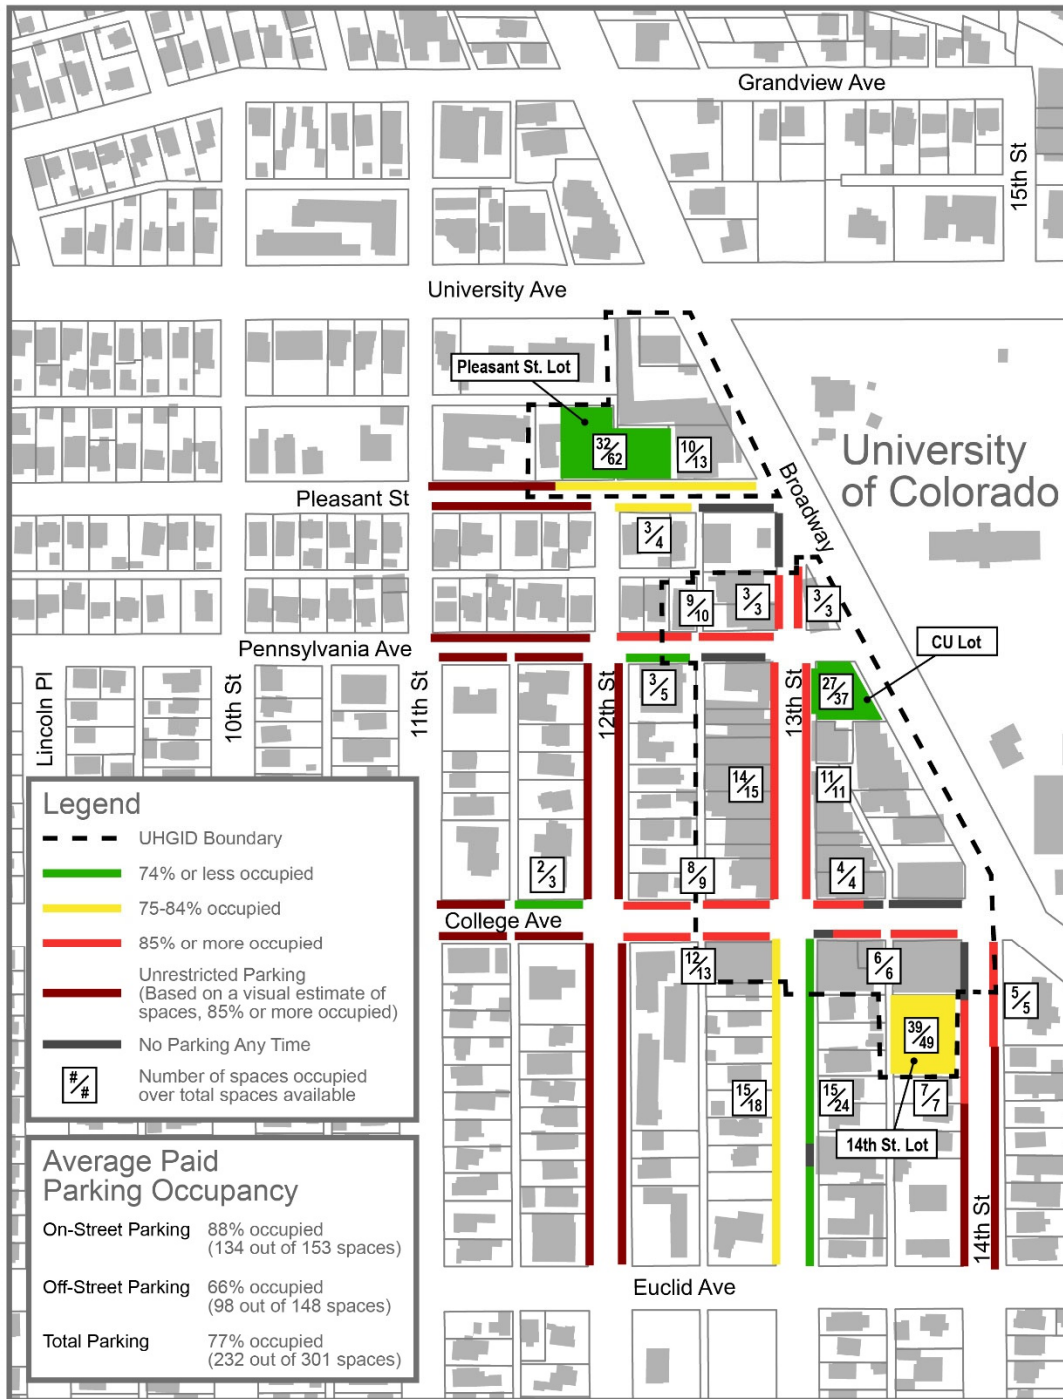 Grandview Ave
15th St
University Ave
Pleasant St. Lot
32/62
10/13
University
of Colorado
Broadway
Pleasant St
3/4
9/10
3/3
3/3
Pennsylvania Ave
CU Lot
Lincoln Pl
10th St
11th St
12th St
13th St
3/5
27/37
14/15
11/11
2/3
8/9
4/4
College Ave
12/13
6/6
5/5
39/49
15/18
15/24
7/7
14th St. Lot
14th St
Euclid Ave
Legend
UHGID Boundary
74% or less occupied
75-84% occupied
85% or more occupied
Unrestricted Parking
(Based on a visual estimate of
spaces, 85% or more occupied)
No Parking Any Time
#/#
Number of spaces occupied
over total spaces available
Average Paid
Parking Occupancy
On-Street Parking 88% occupied
(134 out of 153 spaces)
Off-Street Parking 66% occupied
(98 out of 148 spaces)
Total Parking 77% occupied
(232 out of 301 spaces)